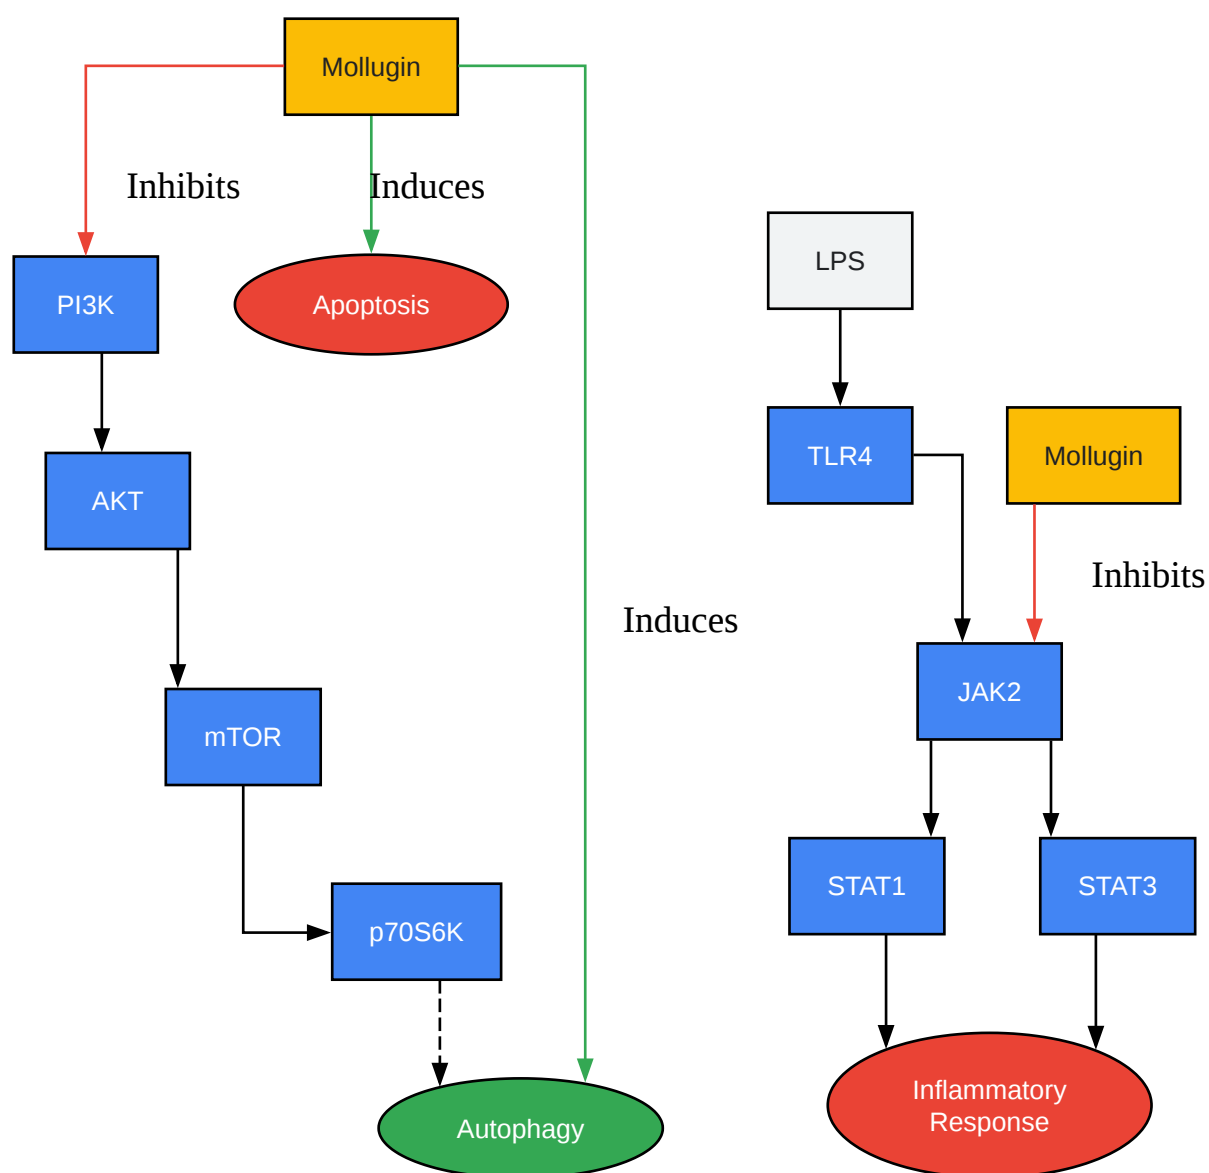 Mollugin
Inhibits
Induces
PI3K
Apoptosis
AKT
mTOR
p70S6K
Induces
Autophagy
LPS
TLR4
Mollugin
Inhibits
JAK2
STAT1
STAT3
Inflammatory
Response